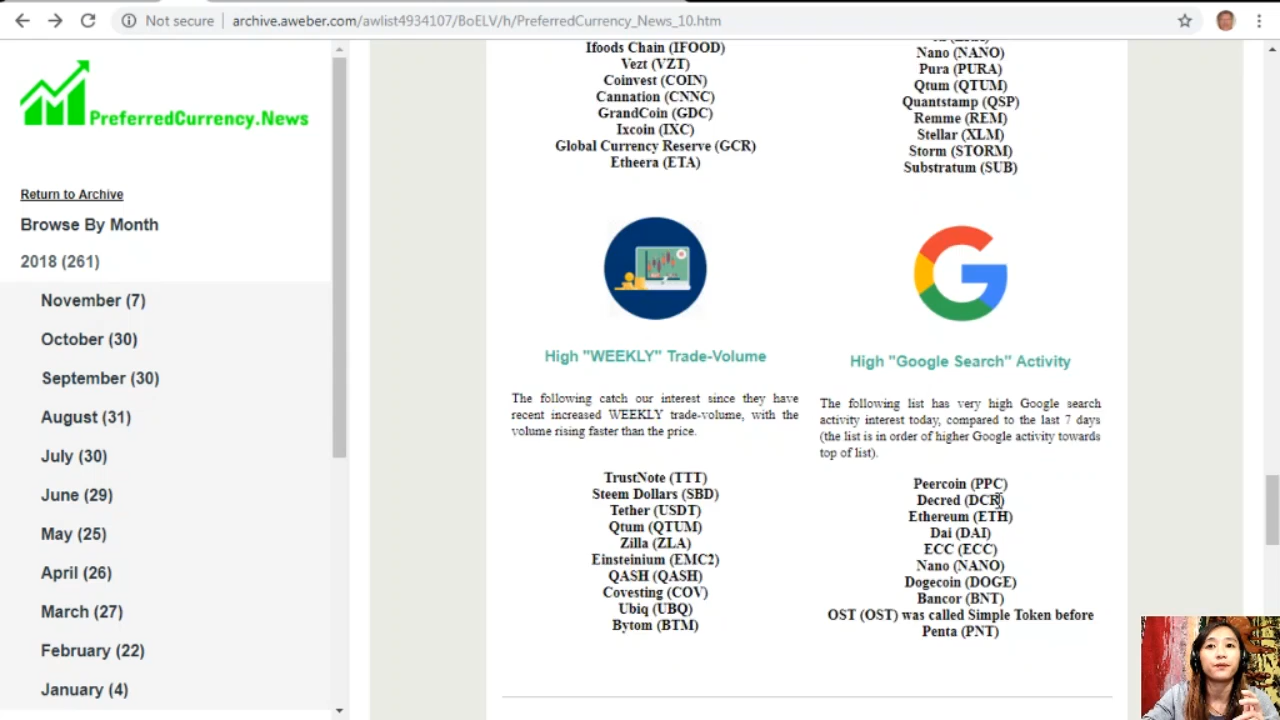 Not secure | archive.aweber.com/awlist4934107/BoELV/h/PreferredCurrency_News_10.htm
PreferredCurrency.News
Return to Archive
Browse By Month
2018 (261)
November (7)
October (30)
September (30)
August (31)
July (30)
June (29)
May (25)
April (26)
March (27)
February (22)
January (4)
Ifoods Chain (IFOOD)
Vezt (VZT)
Coinvest (COIN)
Cannation (CNNC)
GrandCoin (GDC)
Ixcoin (IXC)
Global Currency Reserve (GCR)
Etheera (ETA)
Nano (NANO)
Pura (PURA)
Qtum (QTUM)
Quantstamp (QSP)
Remme (REM)
Stellar (XLM)
Storm (STORM)
Substratum (SUB)
High "WEEKLY" Trade-Volume
The following catch our interest since they have
recent increased WEEKLY trade-volume, with the
volume rising faster than the price.
TrustNote (TTT)
Steem Dollars (SBD)
Tether (USDT)
Qtum (QTUM)
Zilla (ZLA)
Einsteinium (EMC2)
QASH (QASH)
Covesting (COV)
Ubiq (UBQ)
Bytom (BTM)
High "Google Search" Activity
The following list has very high Google search
activity interest today, compared to the last 7 days
(the list is in order of higher Google activity towards
top of list).
Peercoin (PPC)
Decred (DCR)
Ethereum (ETH)
Dai (DAI)
ECC (ECC)
Nano (NANO)
Dogecoin (DOGE)
Bancor (BNT)
OST (OST) was called Simple Token before
Penta (PNT)